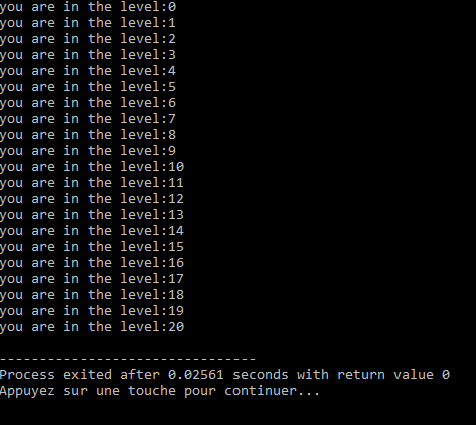 you are in the level:0
you are in the level:1
you are in the level:2
you are in the level:3
you are in the level:4
you are in the level:5
you are in the level:6
you are in the level:7
you are in the level:8
you are in the level:9
you are in the level:10
you are in the level:11
you are in the level:12
you are in the level:13
you are in the level:14
you are in the level:15
you are in the level:16
you are in the level:17
you are in the level:18
you are in the level:19
you are in the level:20
--------------------------------
Process exited after 0.02561 seconds with return value 0
Appuyez sur une touche pour continuer...